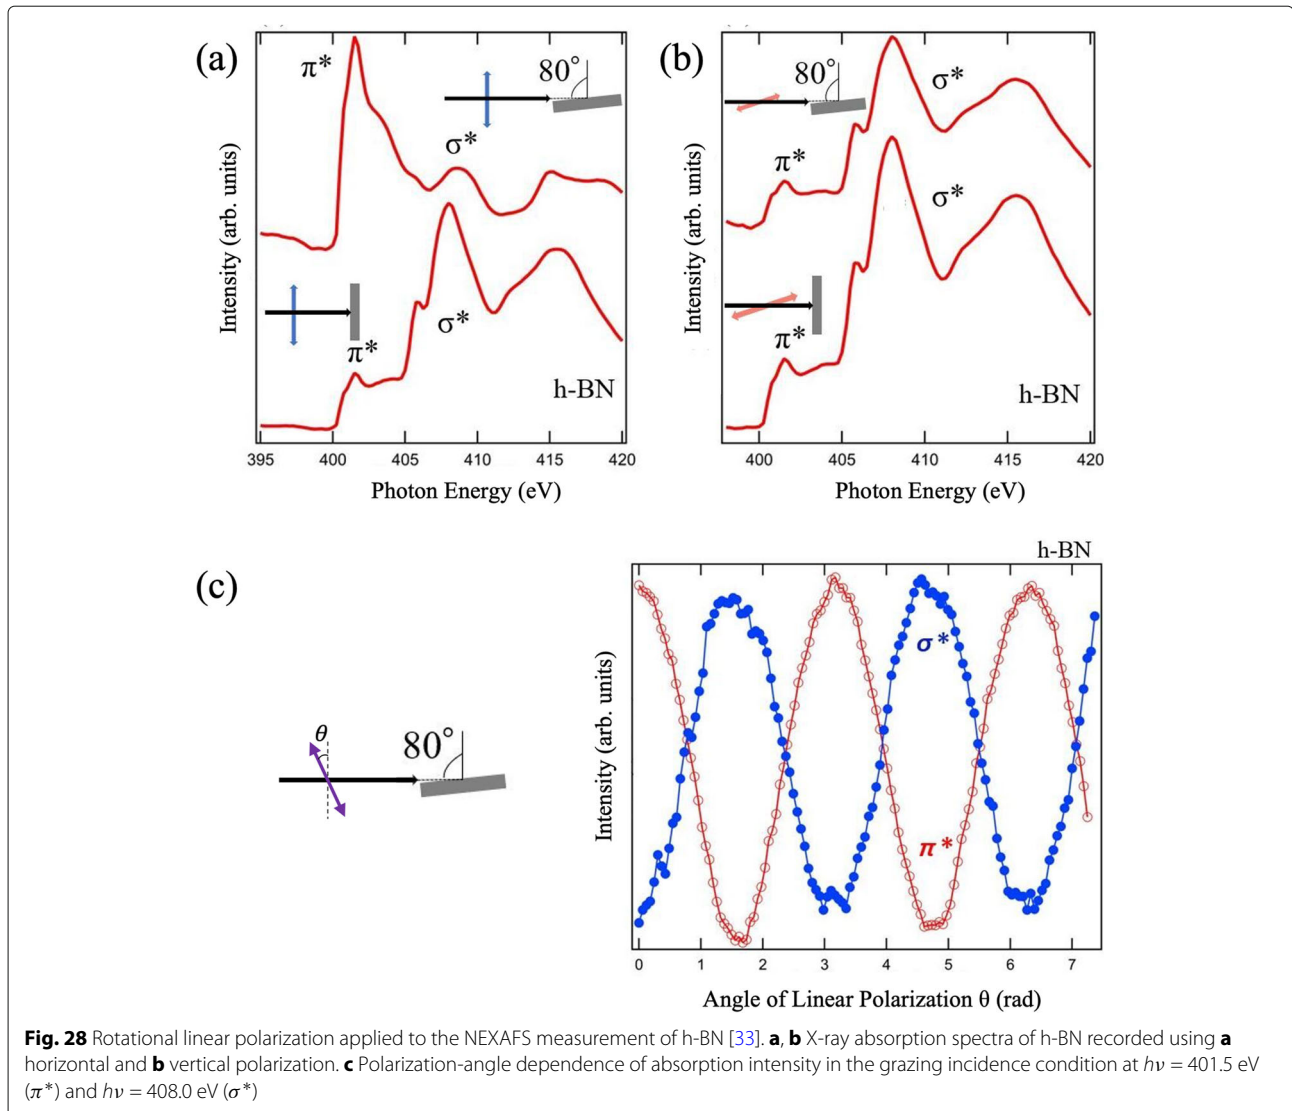 (a)
π*
80°
σ*
π*
σ*
h-BN
Intensity (arb. units)
395 400 405 410 415 420
Photon Energy (eV)
(b)
80°
σ*
π*
σ*
π*
h-BN
Intensity (arb. units)
400 405 410 415 420
Photon Energy (eV)
(c)
θ
80°
h-BN
σ*
π*
Intensity (arb. units)
0 1 2 3 4 5 6 7
Angle of Linear Polarization θ (rad)
Fig. 28 Rotational linear polarization applied to the NEXAFS measurement of h-BN [33]. a, b X-ray absorption spectra of h-BN recorded using a
horizontal and b vertical polarization. c Polarization-angle dependence of absorption intensity in the grazing incidence condition at hν = 401.5 eV
(π*) and hν = 408.0 eV (σ*)